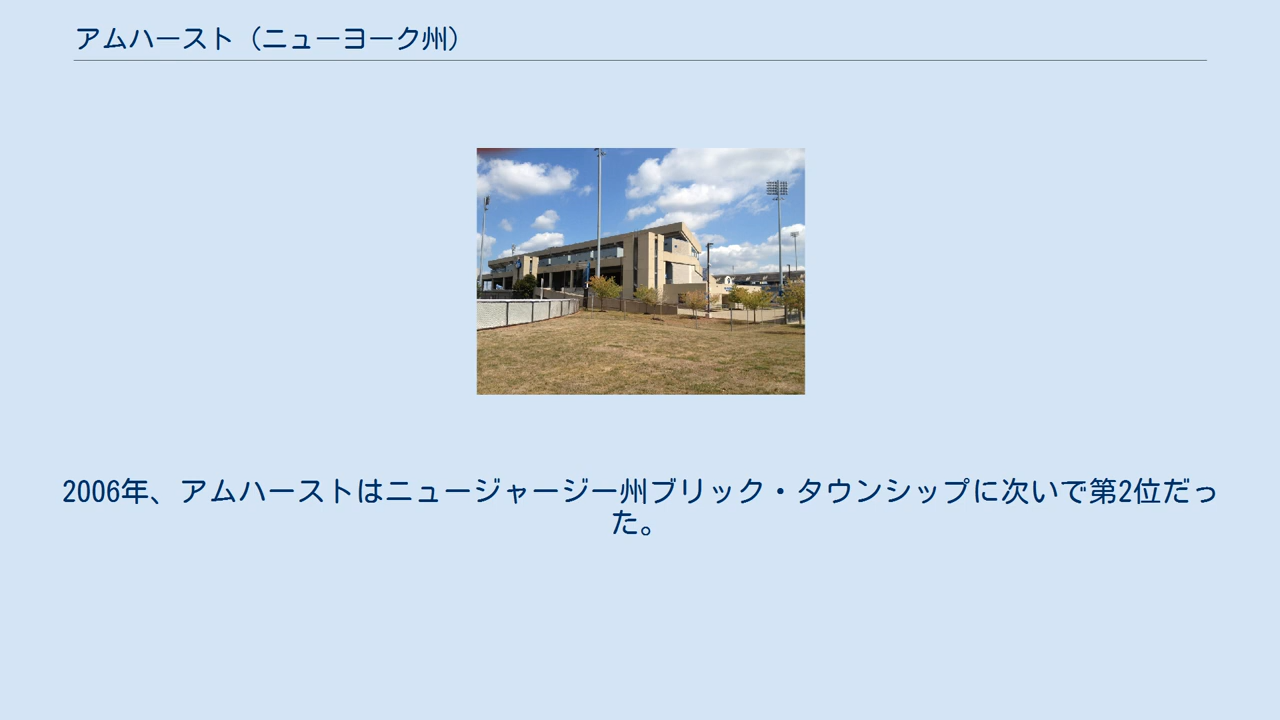 アムハースト（ニューヨーク州）
2006年、アムハーストはニュージャージー州ブリック・タウンシップに次いで第2位だっ
た。